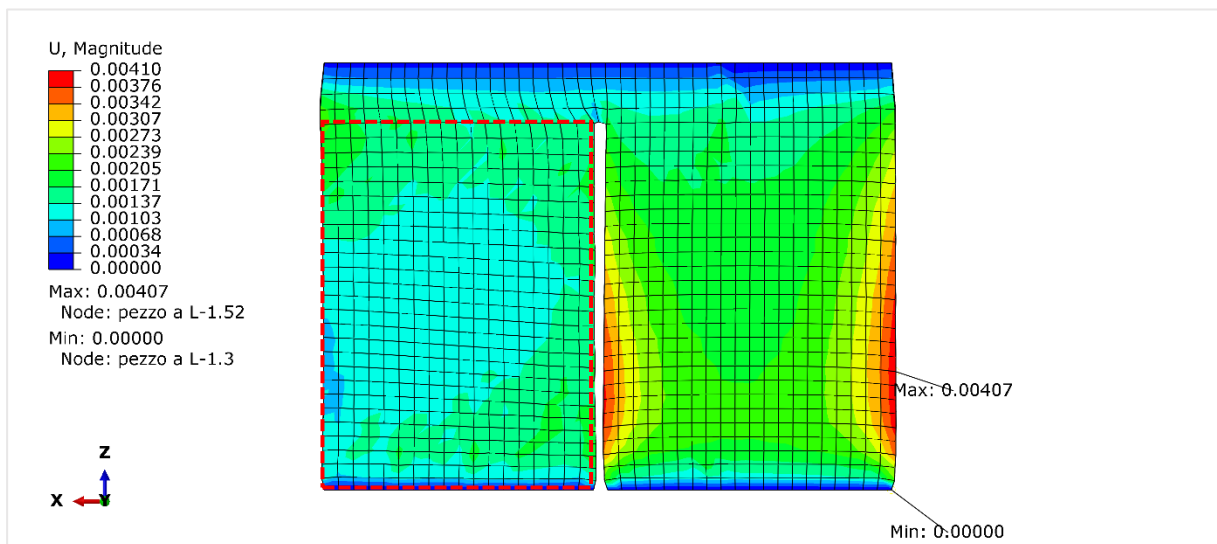 U, Magnitude
0.00410
0.00376
0.00342
0.00307
0.00273
0.00239
0.00205
0.00171
0.00137
0.00103
0.00068
0.00034
0.00000
Max: 0.00407
Node: pezzo a L-1.52
Min: 0.00000
Node: pezzo a L-1.3
Max: 0.00407
Z
X
Y
Min: 0.00000